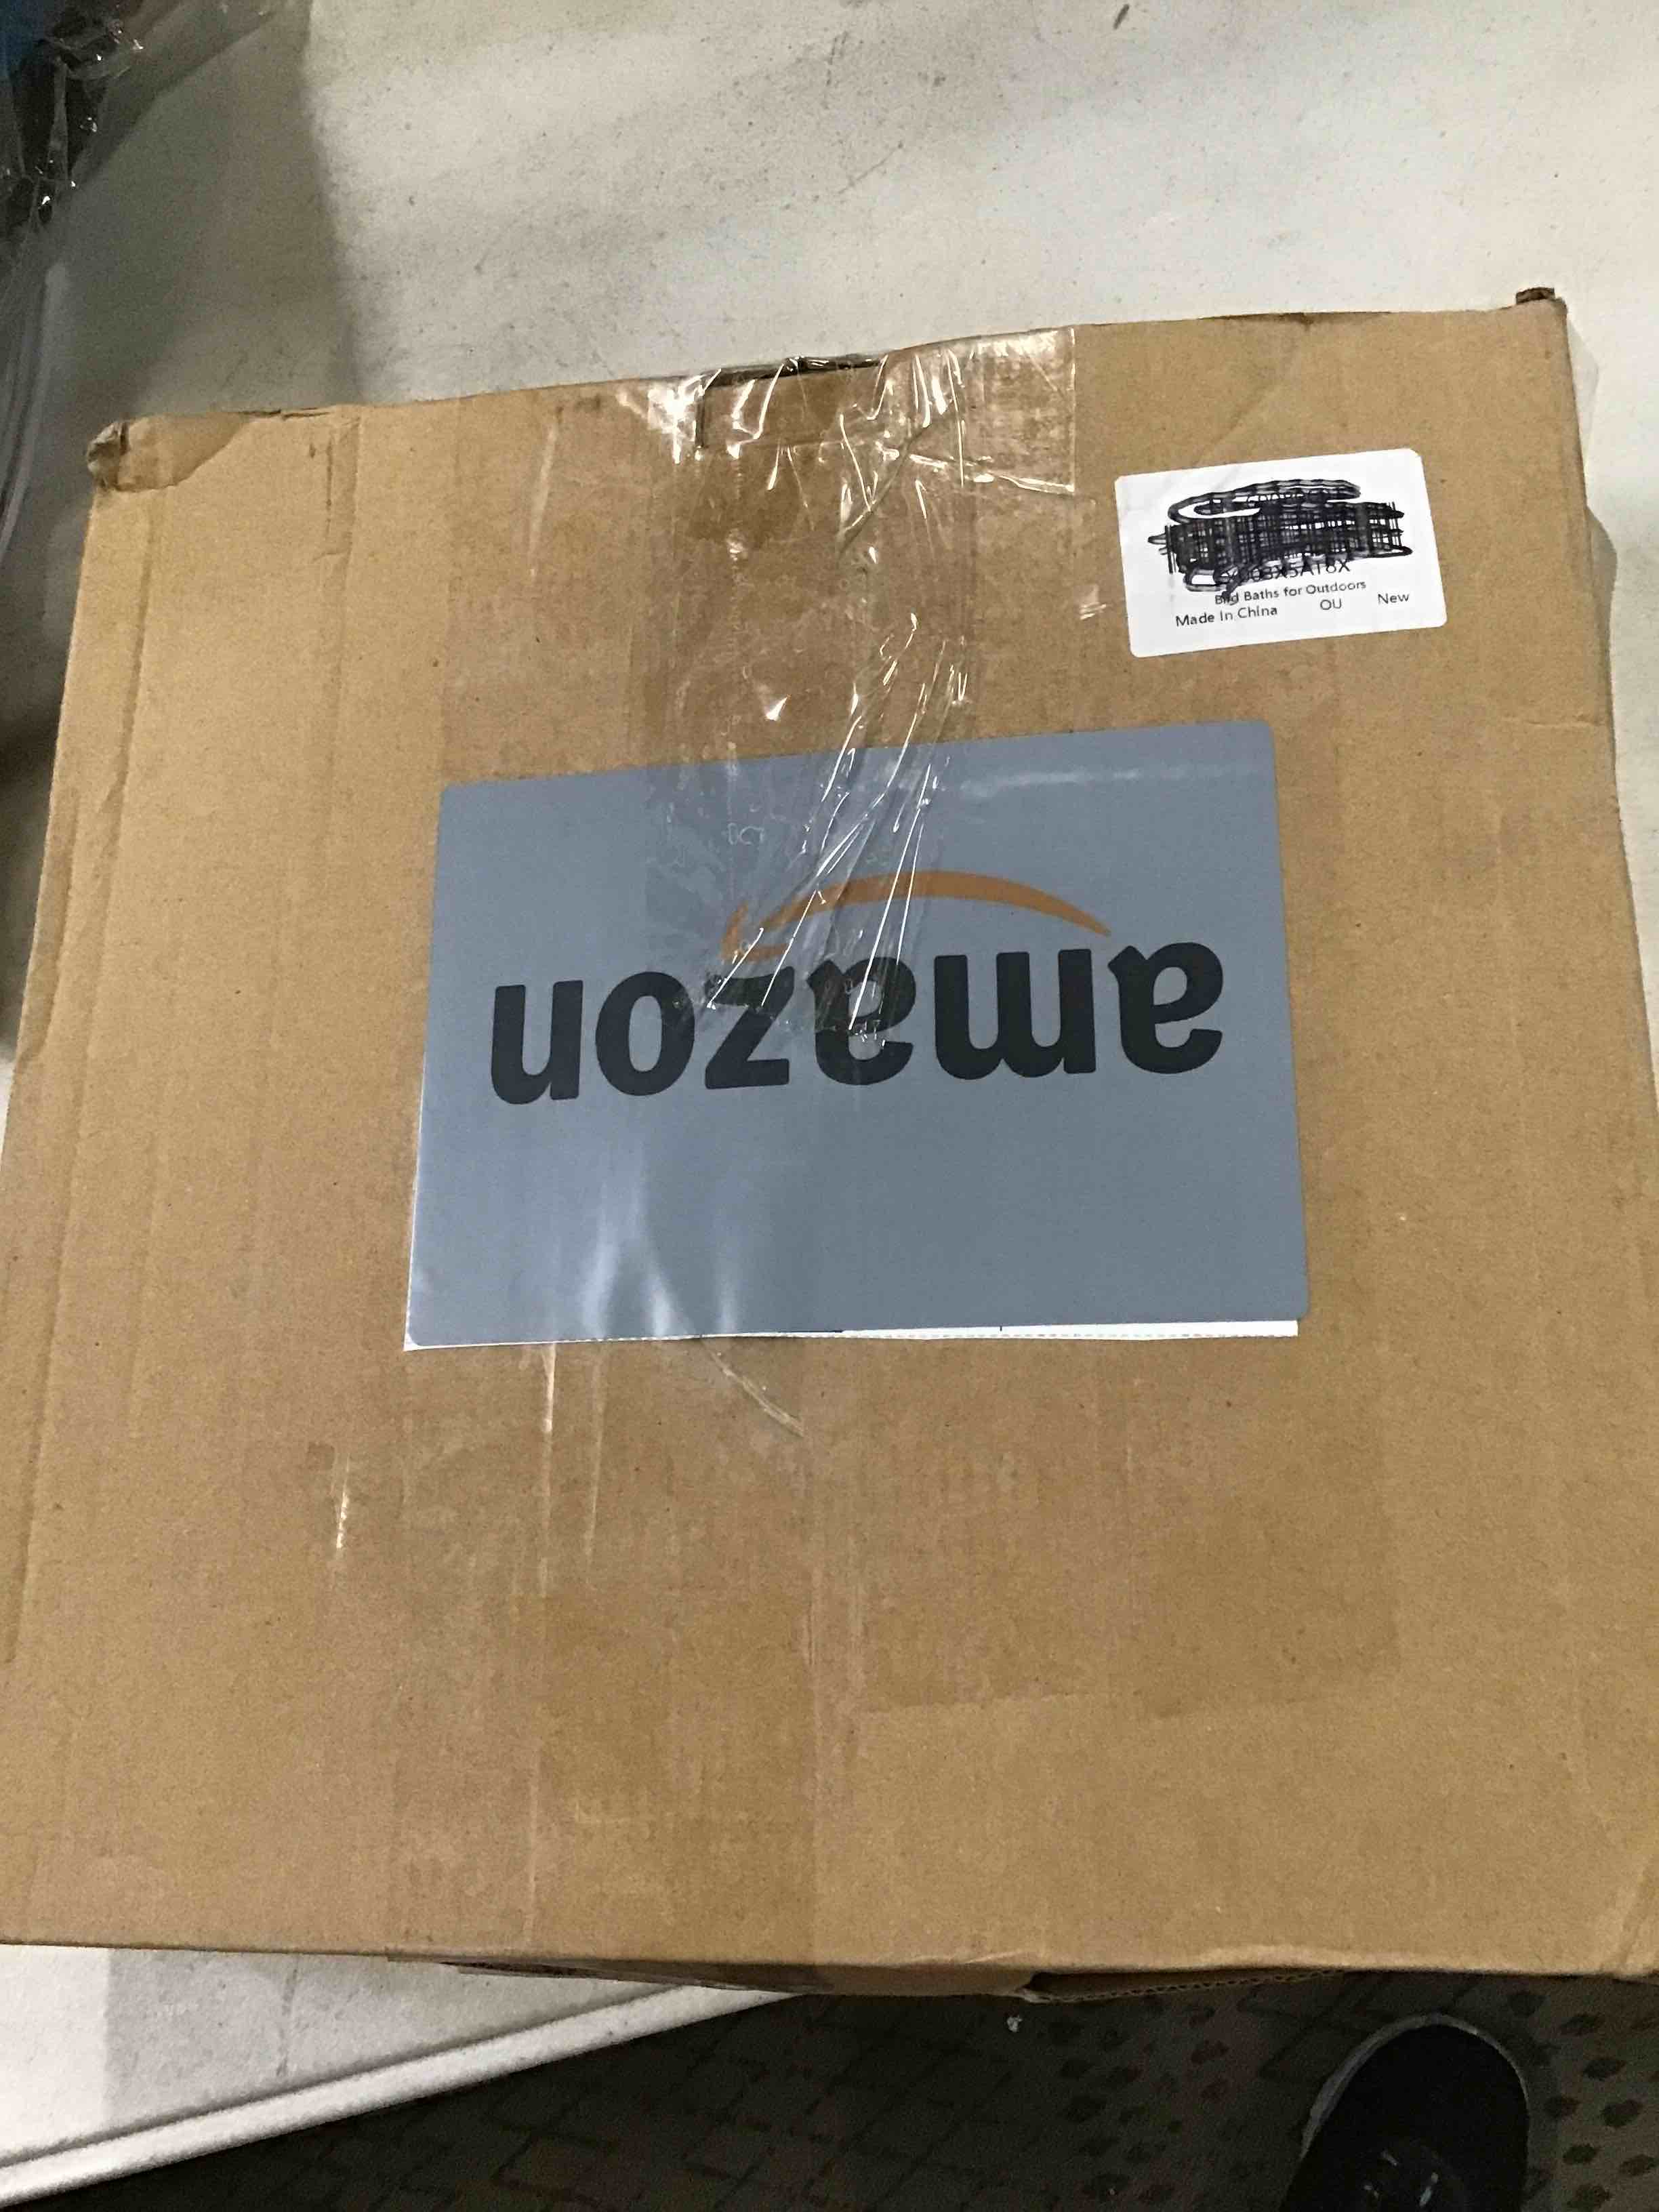 Bird Baths for Outdoors
Made In China OU New
amazon